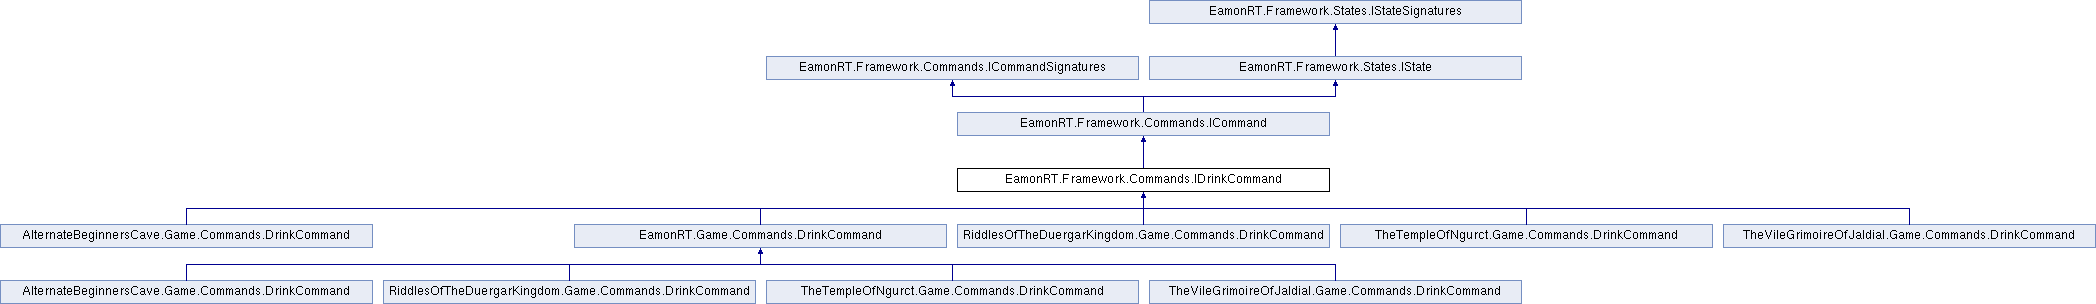 EamonRT.Framework.States.IStateSignatures
EamonRT.Framework.Commands.ICommandSignatures
EamonRT.Framework.States.IState
EamonRT.Framework.Commands.ICommand
EamonRT.Framework.Commands.IDrinkCommand
AlternateBeginnersCave.Game.Commands.DrinkCommand
EamonRT.Game.Commands.DrinkCommand
RiddlesOfTheDuergarKingdom.Game.Commands.DrinkCommand
TheTempleOfNgurct.Game.Commands.DrinkCommand
TheVileGrimoireOfJaldial.Game.Commands.DrinkCommand
AlternateBeginnersCave.Game.Commands.DrinkCommand
RiddlesOfTheDuergarKingdom.Game.Commands.DrinkCommand
TheTempleOfNgurct.Game.Commands.DrinkCommand
TheVileGrimoireOfJaldial.Game.Commands.DrinkCommand